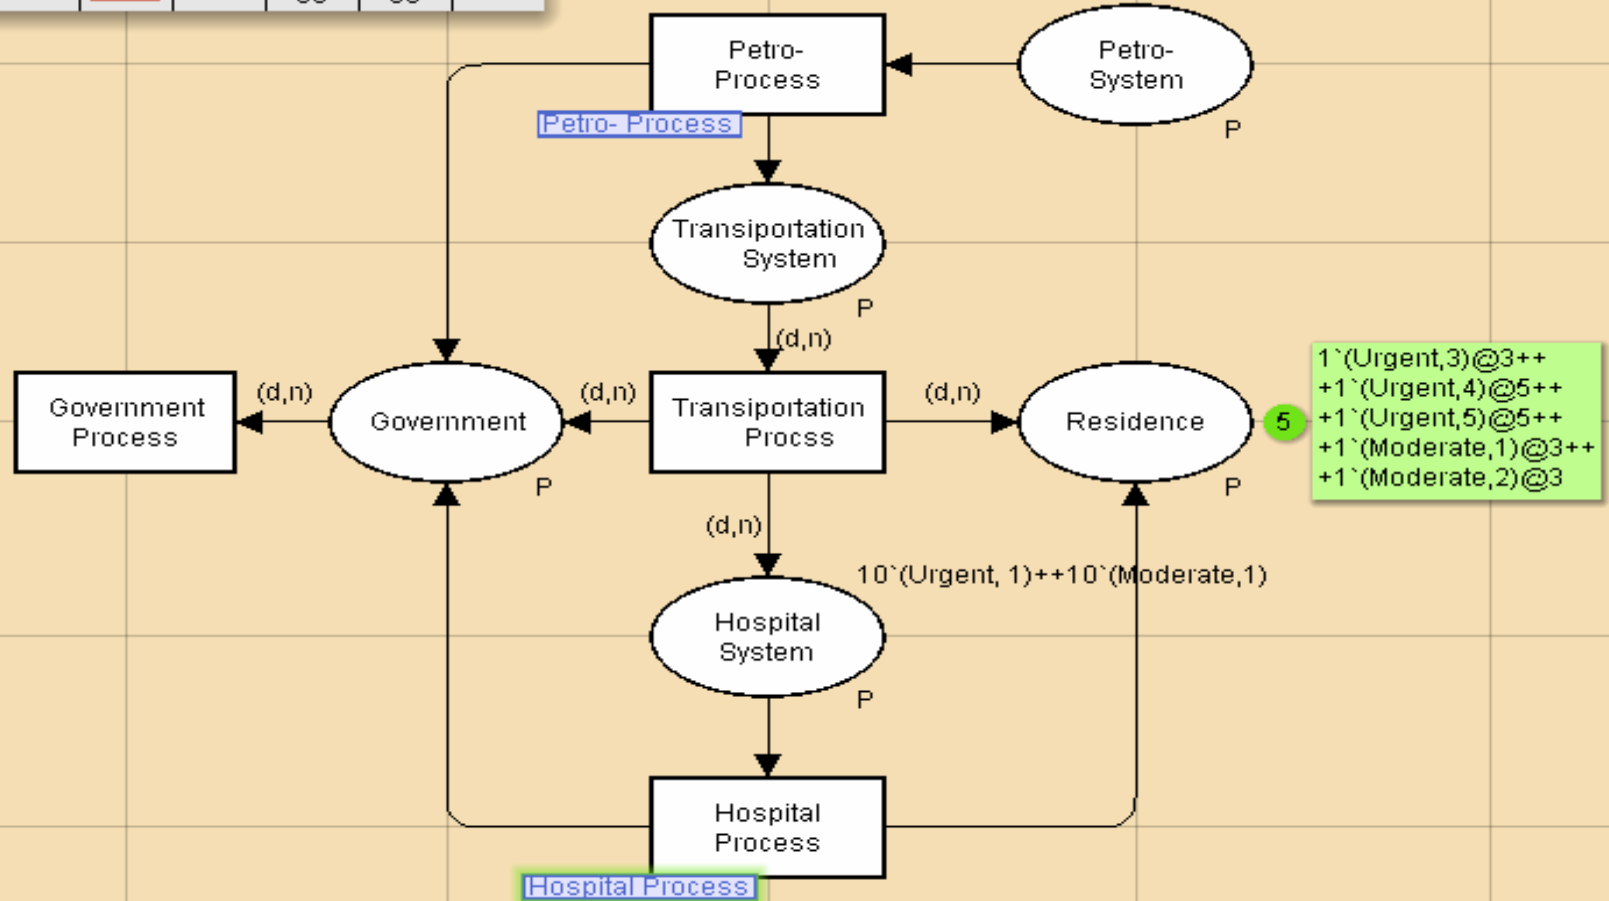 Petro-
Process
Petro-
System
Petro- Process
P
Transiportation
System
P
(d,n)
Government
Process
(d,n)
Government
P
(d,n)
Transiportation
Procss
(d,n)
Residence
P
5
1`(Urgent,3)@3++
+1`(Urgent,4)@5++
+1`(Urgent,5)@5++
+1`(Moderate,1)@3++
+1`(Moderate,2)@3
(d,n)
10`(Urgent, 1)++10`(Moderate,1)
Hospital
System
P
Hospital
Process
Hospital Process